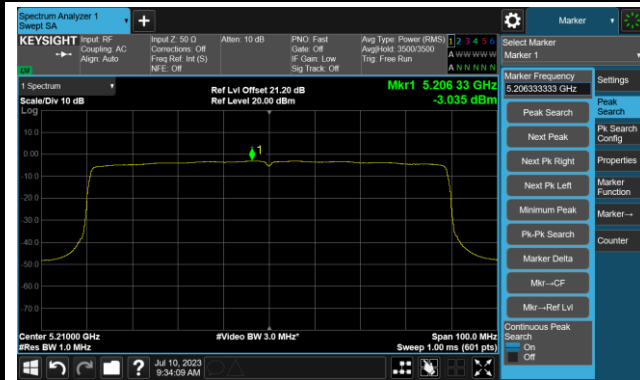 Spectrum Analyzer 1
Swept SA
Marker
KEYSIGHT
Input: RF
Coupling: AC
Align: Auto
Input Z: 50 Ω
Corrections: Off
Freq Ref: Int (S)
NFE: Off
Atten: 10 dB
PNO: Fast
Gate: Off
IF Gain: Low
Sig Track: Off
Avg Type: Power (RMS)
Avg|Hold: 3500/3500
Trig: Free Run
1 2 3 4 5 6
A W W W W W
A N N N N N
Select Marker
Marker 1
1 Spectrum
Scale/Div 10 dB
Log
Ref Lvl Offset 21.20 dB
Ref Level 20.00 dBm
Mkr1 5.206 33 GHz
-3.035 dBm
10.0
0.00
-10.0
-20.0
-30.0
-40.0
-50.0
-60.0
-70.0
1
Center 5.21000 GHz
#Res BW 1.0 MHz
#Video BW 3.0 MHz*
Span 100.0 MHz
Sweep 1.00 ms (601 pts)
Marker Frequency
5.206333333 GHz
Peak Search
Next Peak
Next Pk Right
Next Pk Left
Minimum Peak
Pk-Pk Search
Marker Delta
Mkr→CF
Mkr→Ref Lvl
Continuous Peak
Search
On
Off
Settings
Peak
Search
Pk Search
Config
Properties
Marker
Function
Marker→
Counter
Jul 10, 2023
9:34:09 AM